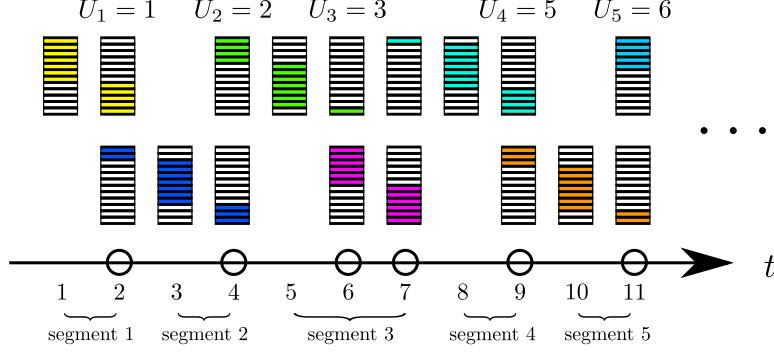 U₁ = 1 U₂ = 2 U₃ = 3 U₄ = 5 U₅ = 6
. . .
t
1 2 3 4 5 6 7 8 9 10 11
segment 1 segment 2 segment 3 segment 4 segment 5